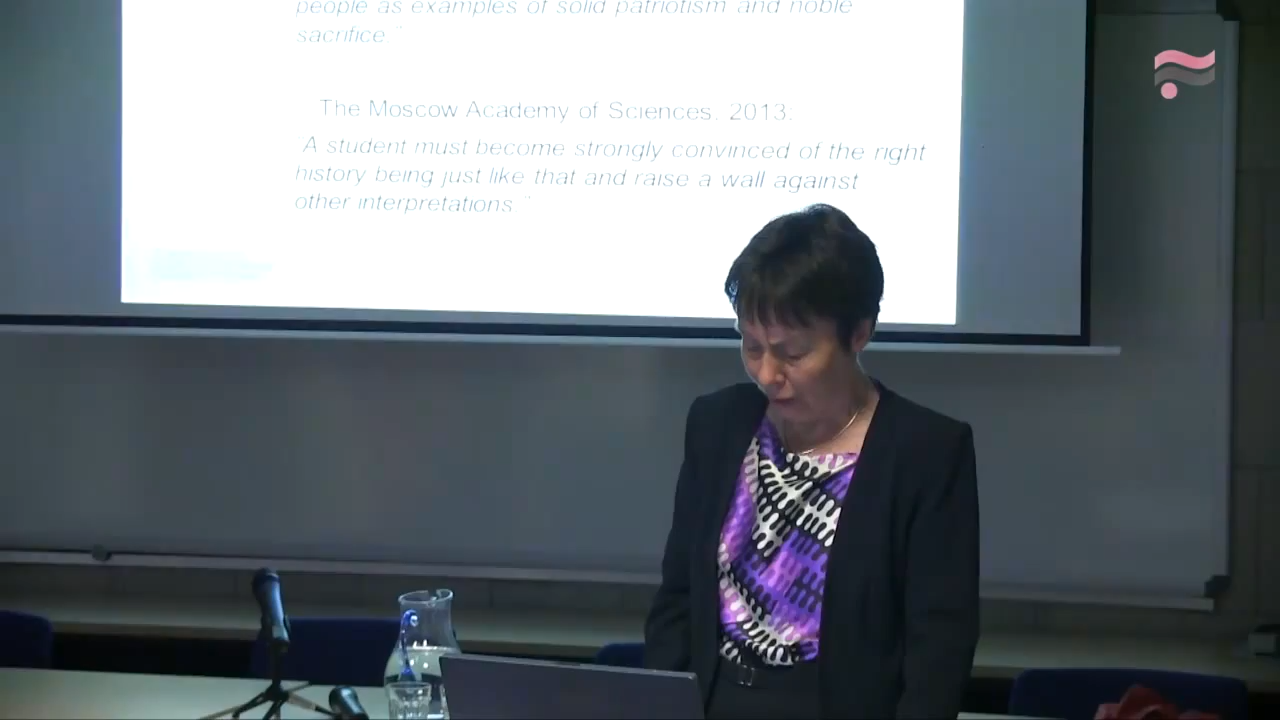 people as examples of solid patriotism and noble
sacrifice.”
The Moscow Academy of Sciences, 2013:
A student must become strongly convinced of the right
history being just like that and raise a wall against
other interpretations.”